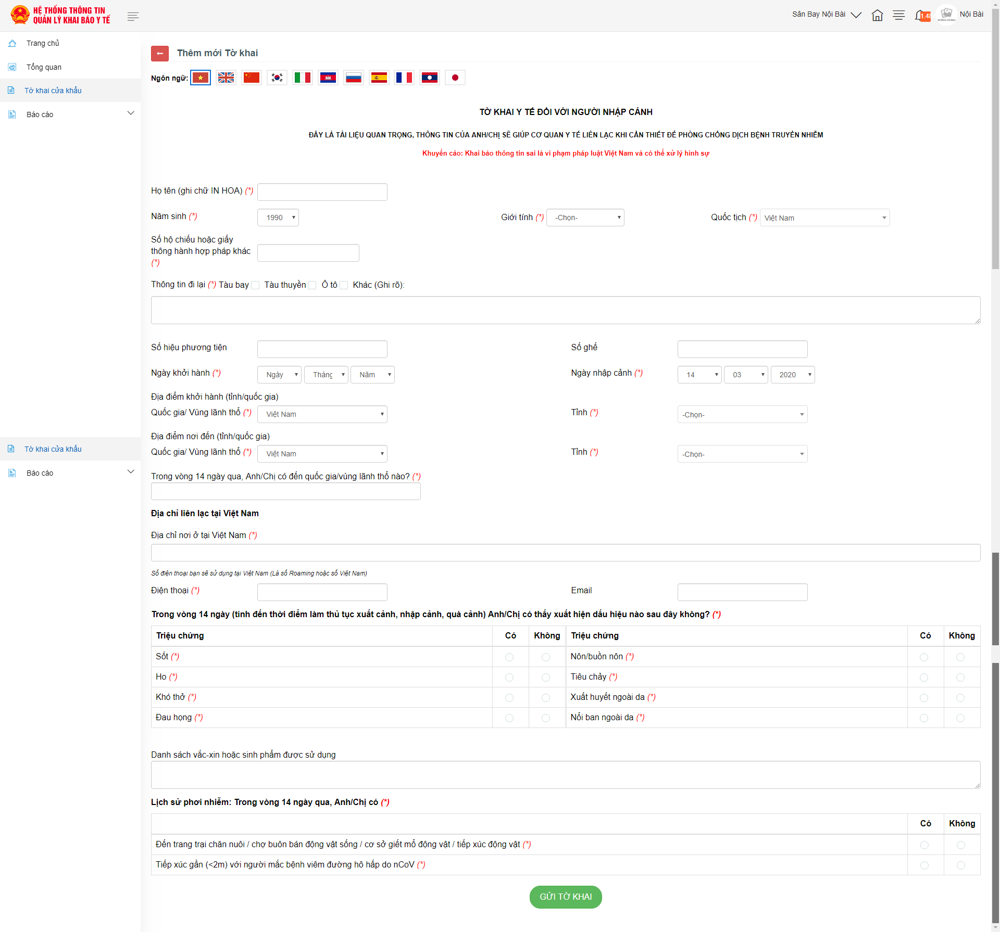 HỆ THỐNG THÔNG TIN
QUẢN LÝ KHAI BÁO Y TẾ
Sân Bay Nội Bài
1.48
KHÔNG CÓ ẢNH
Nội Bài
Trang chủ
Tổng quan
Tờ khai cửa khẩu
Báo cáo
Tờ khai cửa khẩu
Báo cáo
Thêm mới Tờ khai
Ngôn ngữ:
TỜ KHAI Y TẾ ĐỐI VỚI NGƯỜI NHẬP CẢNH
ĐÂY LÀ TÀI LIỆU QUAN TRỌNG, THÔNG TIN CỦA ANH/CHỊ SẼ GIÚP CƠ QUAN Y TẾ LIÊN LẠC KHI CẦN THIẾT ĐỂ PHÒNG CHỐNG DỊCH BỆNH TRUYỀN NHIỄM
Khuyến cáo: Khai báo thông tin sai là vi phạm pháp luật Việt Nam và có thể xử lý hình sự
Họ tên (ghi chữ IN HOA) (*)
Năm sinh (*) 1990 Giới tính (*) -Chọn- Quốc tịch (*) Việt Nam
Số hộ chiếu hoặc giấy
thông hành hợp pháp khác
(*)
Thông tin đi lại (*) Tàu bay Tàu thuyền Ô tô Khác (Ghi rõ):
Số hiệu phương tiện Số ghế
Ngày khởi hành (*) Ngày Tháng Năm Ngày nhập cảnh (*) 14 03 2020
Địa điểm khởi hành (tỉnh/quốc gia)
Quốc gia/ Vùng lãnh thổ (*) Việt Nam Tỉnh (*) -Chọn-
Địa điểm nơi đến (tỉnh/quốc gia)
Quốc gia/ Vùng lãnh thổ (*) Việt Nam Tỉnh (*) -Chọn-
Trong vòng 14 ngày qua, Anh/Chị có đến quốc gia/vùng lãnh thổ nào? (*)
Địa chỉ liên lạc tại Việt Nam
Địa chỉ nơi ở tại Việt Nam (*)
Số điện thoại bạn sẽ sử dụng tại Việt Nam (Là số Roaming hoặc số Việt Nam)
Điện thoại (*) Email
Trong vòng 14 ngày (tính đến thời điểm làm thủ tục xuất cảnh, nhập cảnh, quá cảnh) Anh/Chị có thấy xuất hiện dấu hiệu nào sau đây không? (*)
Triệu chứng Có Không Triệu chứng Có Không
Sốt (*) Nôn/buồn nôn (*)
Ho (*) Tiêu chảy (*)
Khó thở (*) Xuất huyết ngoài da (*)
Đau họng (*) Nổi ban ngoài da (*)
Danh sách vắc-xin hoặc sinh phẩm được sử dụng
Lịch sử phơi nhiễm: Trong vòng 14 ngày qua, Anh/Chị có (*)
Có Không
Đến trang trại chăn nuôi / chợ buôn bán động vật sống / cơ sở giết mổ động vật / tiếp xúc động vật (*)
Tiếp xúc gần (<2m) với người mắc bệnh viêm đường hô hấp do nCoV (*)
GỬI TỜ KHAI